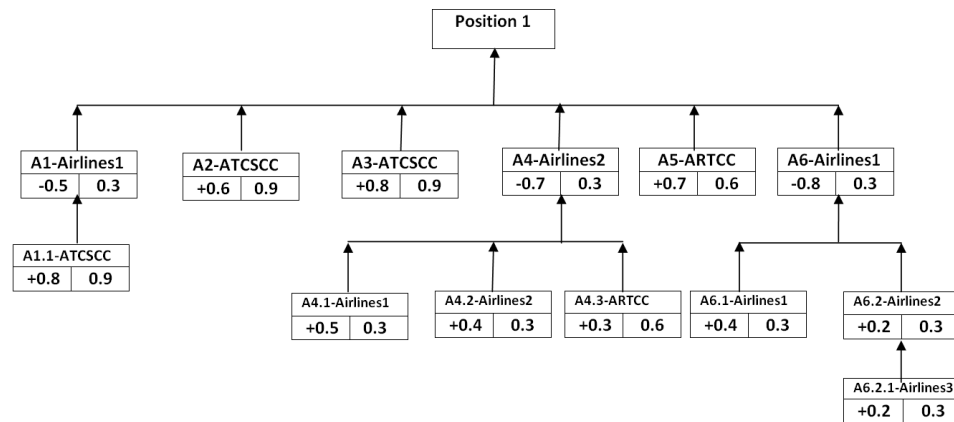 Position 1
A1-Airlines1
-0.5 0.3
A2-ATCSCC
+0.6 0.9
A3-ATCSCC
+0.8 0.9
A4-Airlines2
-0.7 0.3
A5-ARTCC
+0.7 0.6
A6-Airlines1
-0.8 0.3
A1.1-ATCSCC
+0.8 0.9
A4.1-Airlines1
+0.5 0.3
A4.2-Airlines2
+0.4 0.3
A4.3-ARTCC
+0.3 0.6
A6.1-Airlines1
+0.4 0.3
A6.2-Airlines2
+0.2 0.3
A6.2.1-Airlines3
+0.2 0.3